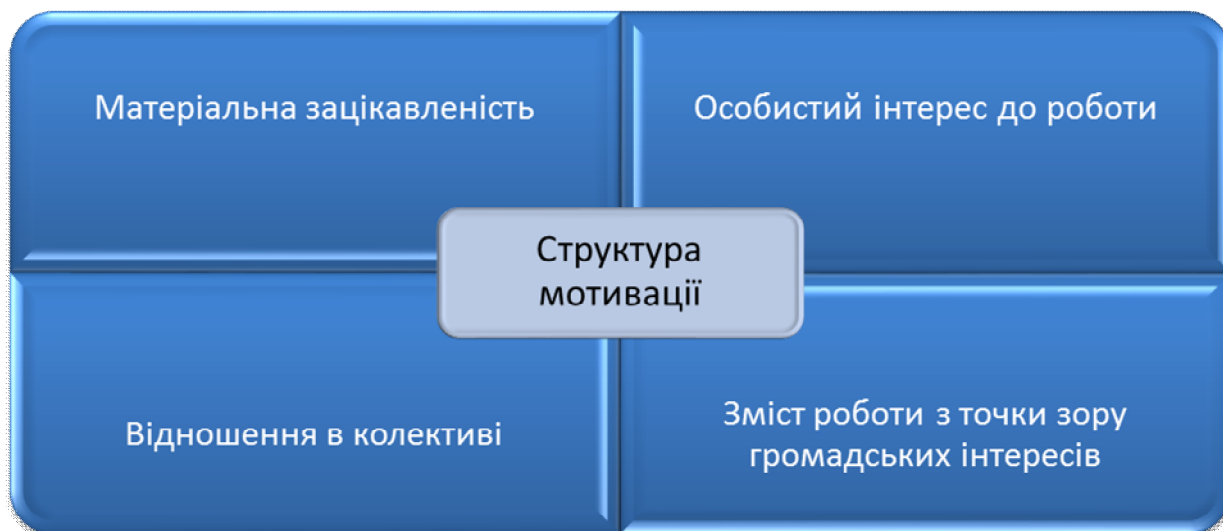 Матеріальна зацікавленість
Особистий інтерес до роботи
Структура
мотивації
Відношення в колективі
Зміст роботи з точки зору
громадських інтересів